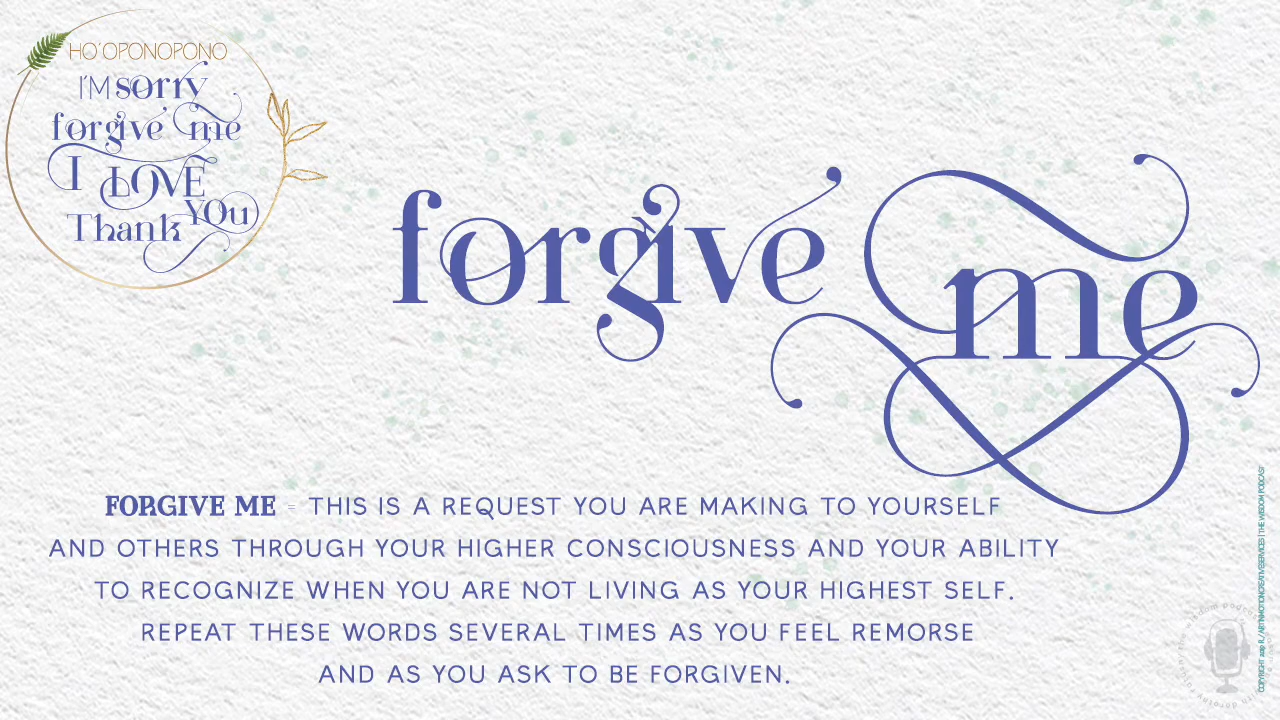 HO'OPONOPONO
I'M sorry
forgive me
I LOVE
YOu
Thank
forgive me
FORGIVE ME = THIS IS A REQUEST YOU ARE MAKING TO YOURSELF
AND OTHERS THROUGH YOUR HIGHER CONSCIOUSNESS AND YOUR ABILITY
TO RECOGNIZE WHEN YOU ARE NOT LIVING AS YOUR HIGHEST SELF.
REPEAT THESE WORDS SEVERAL TIMES AS YOU FEEL REMORSE
AND AS YOU ASK TO BE FORGIVEN.